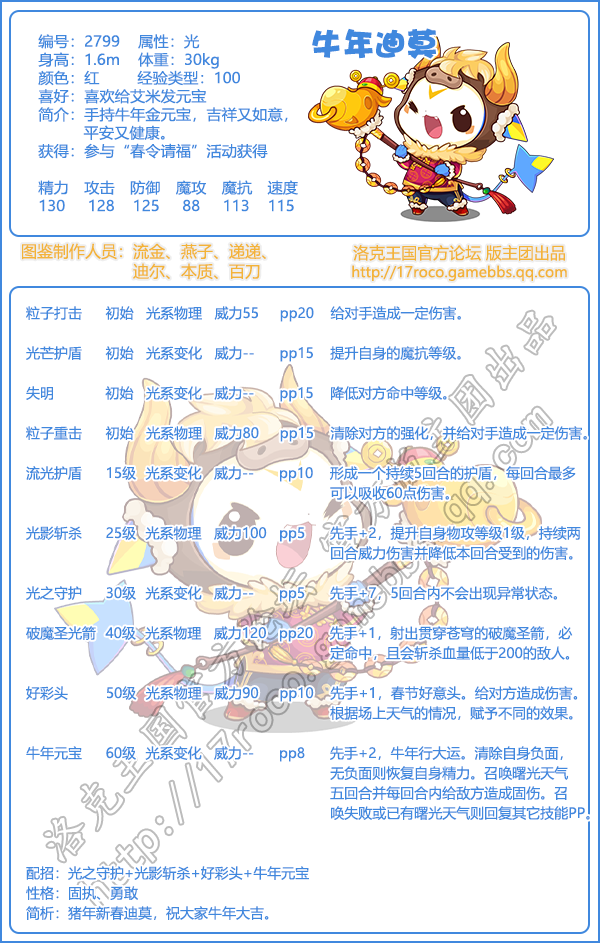 牛年迪莫
编号：2799 属性：光
身高：1.6m 体重：30kg
颜色：红 经验类型：100
喜好：喜欢给艾米发元宝
简介：手持牛年金元宝，吉祥又如意，
平安又健康。
获得：参与“春令请福”活动获得
精力 攻击 防御 魔攻 魔抗 速度
130 128 125 88 113 115
图鉴制作人员：流金、燕子、递递、
迪尔、本质、百刀
洛克王国官方论坛 版主团出品
http://17roco.gamebbs.qq.com
粒子打击 初始 光系物理 威力55 pp20 给对手造成一定伤害。
光芒护盾 初始 光系变化 威力-- pp15 提升自身的魔抗等级。
失明 初始 光系变化 威力-- pp15 降低对方命中等级。
粒子重击 初始 光系物理 威力80 pp15 清除对方的强化，并给对手造成一定伤害。
流光护盾 15级 光系变化 威力-- pp10 形成一个持续5回合的护盾，每回合最多
可以吸收60点伤害。
光影斩杀 25级 光系物理 威力100 pp5 先手+2，提升自身物攻等级1级，持续两
回合威力伤害并降低本回合受到的伤害。
光之守护 30级 光系变化 威力-- pp5 先手+7，5回合内不会出现异常状态。
破魔圣光箭 40级 光系物理 威力120 pp20 先手+1，射出贯穿苍穹的破魔圣箭，必
定命中，且会斩杀血量低于200的敌人。
好彩头 50级 光系物理 威力90 pp10 先手+1，春节好意头。给对方造成伤害。
根据场上天气的情况，赋予不同的效果。
牛年元宝 60级 光系变化 威力-- pp8 先手+2，牛年行大运。清除自身负面，
无负面则恢复自身精力。召唤曙光天气
五回合并每回合内给敌方造成固伤。召
唤失败或已有曙光天气则回复其它技能PP。
配招：光之守护+光影斩杀+好彩头+牛年元宝
性格：固执、勇敢
简析：猪年新春迪莫，祝大家牛年大吉。
洛克王国官方论坛版主团出品
http://17roco.gamebbs.qq.com